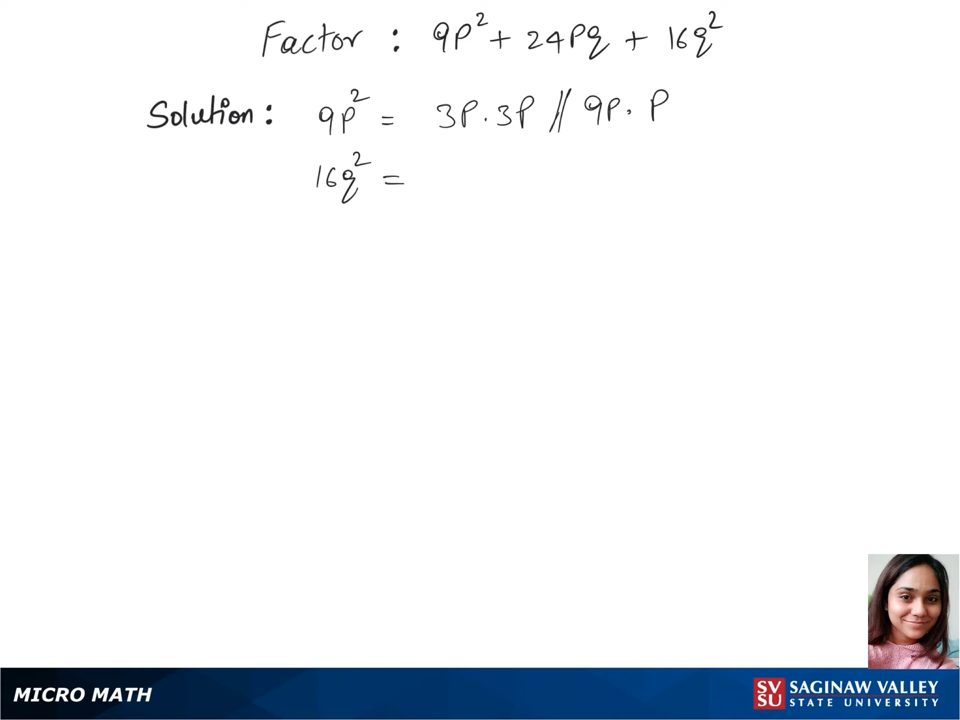 Factor : 9p² + 24pq + 16q²
Solution: 9p² = 3p.3p // 9p. p
16q² =
MICRO MATH
SV SU SAGINAW VALLEY STATE UNIVERSITY